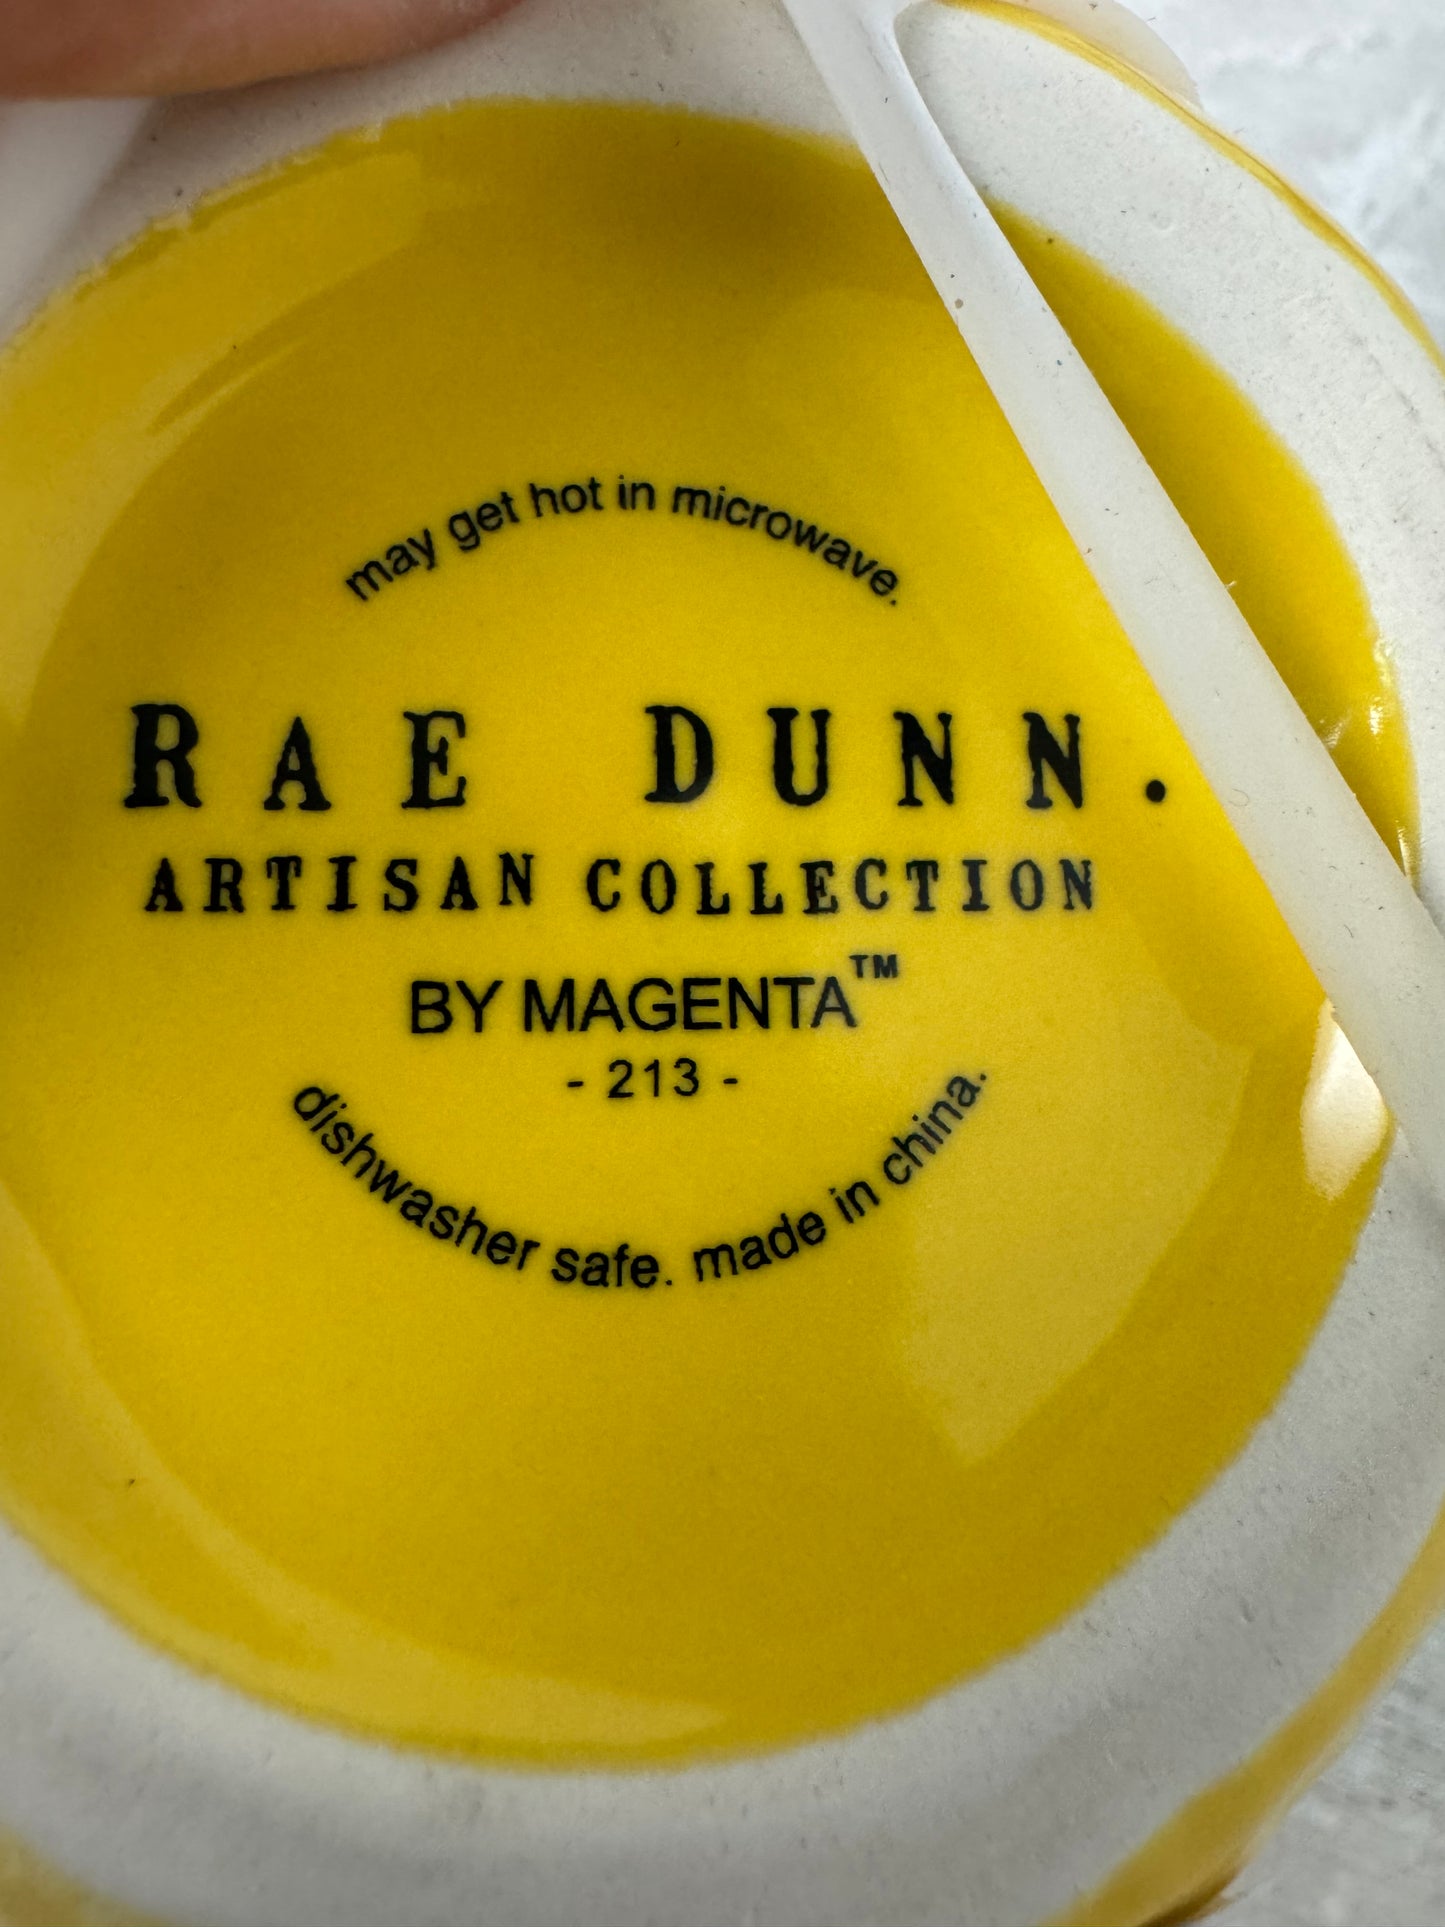 may get hot in microwave.
RAE DUNN.
ARTISAN COLLECTION
BY MAGENTA™
- 213 -
dishwasher safe. made in china.